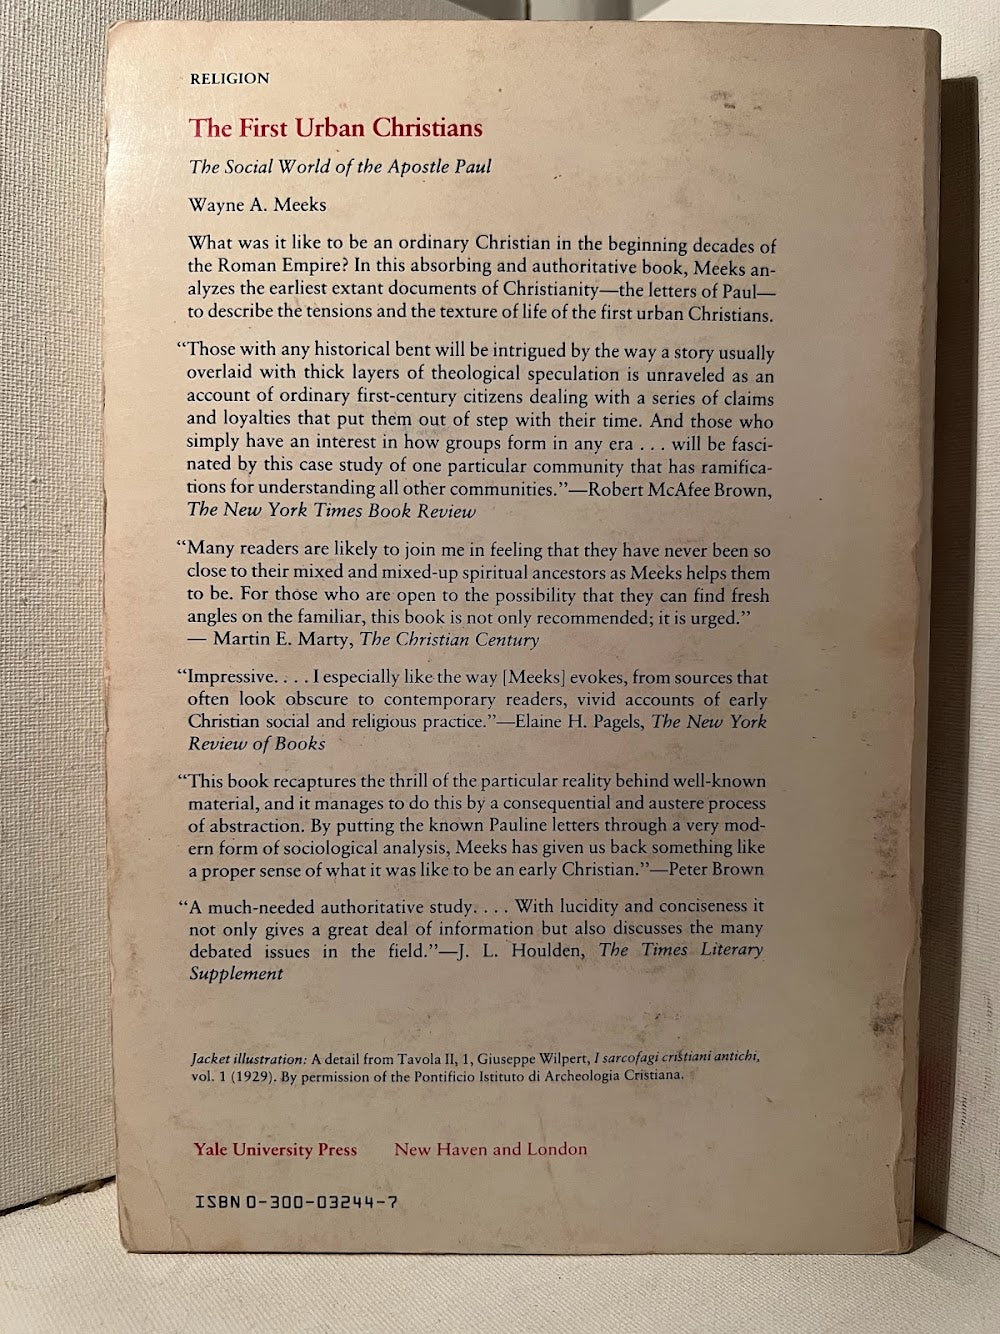 RELIGION
The First Urban Christians
The Social World of the Apostle Paul
Wayne A. Meeks
What was it like to be an ordinary Christian in the beginning decades of
the Roman Empire? In this absorbing and authoritative book, Meeks an-
alyzes the earliest extant documents of Christianity—the letters of Paul—
to describe the tensions and the texture of life of the first urban Christians.
“Those with any historical bent will be intrigued by the way a story usually
overlaid with thick layers of theological speculation is unraveled as an
account of ordinary first-century citizens dealing with a series of claims
and loyalties that put them out of step with their time. And those who
simply have an interest in how groups form in any era . . . will be fasci-
nated by this case study of one particular community that has ramifica-
tions for understanding all other communities.”—Robert McAfee Brown,
The New York Times Book Review
“Many readers are likely to join me in feeling that they have never been so
close to their mixed and mixed-up spiritual ancestors as Meeks helps them
to be. For those who are open to the possibility that they can find fresh
angles on the familiar, this book is not only recommended; it is urged.”
— Martin E. Marty, The Christian Century
“Impressive. . . . I especially like the way [Meeks] evokes, from sources that
often look obscure to contemporary readers, vivid accounts of early
Christian social and religious practice.”—Elaine H. Pagels, The New York
Review of Books
“This book recaptures the thrill of the particular reality behind well-known
material, and it manages to do this by a consequential and austere process
of abstraction. By putting the known Pauline letters through a very mod-
ern form of sociological analysis, Meeks has given us back something like
a proper sense of what it was like to be an early Christian.”—Peter Brown
“A much-needed authoritative study. . . . With lucidity and conciseness it
not only gives a great deal of information but also discusses the many
debated issues in the field.”—J. L. Houlden, The Times Literary
Supplement
Jacket illustration: A detail from Tavola II, 1, Giuseppe Wilpert, I sarcofagi cristiani antichi,
vol. 1 (1929). By permission of the Pontificio Istituto di Archeologia Cristiana.
Yale University Press New Haven and London
ISBN 0-300-03244-7